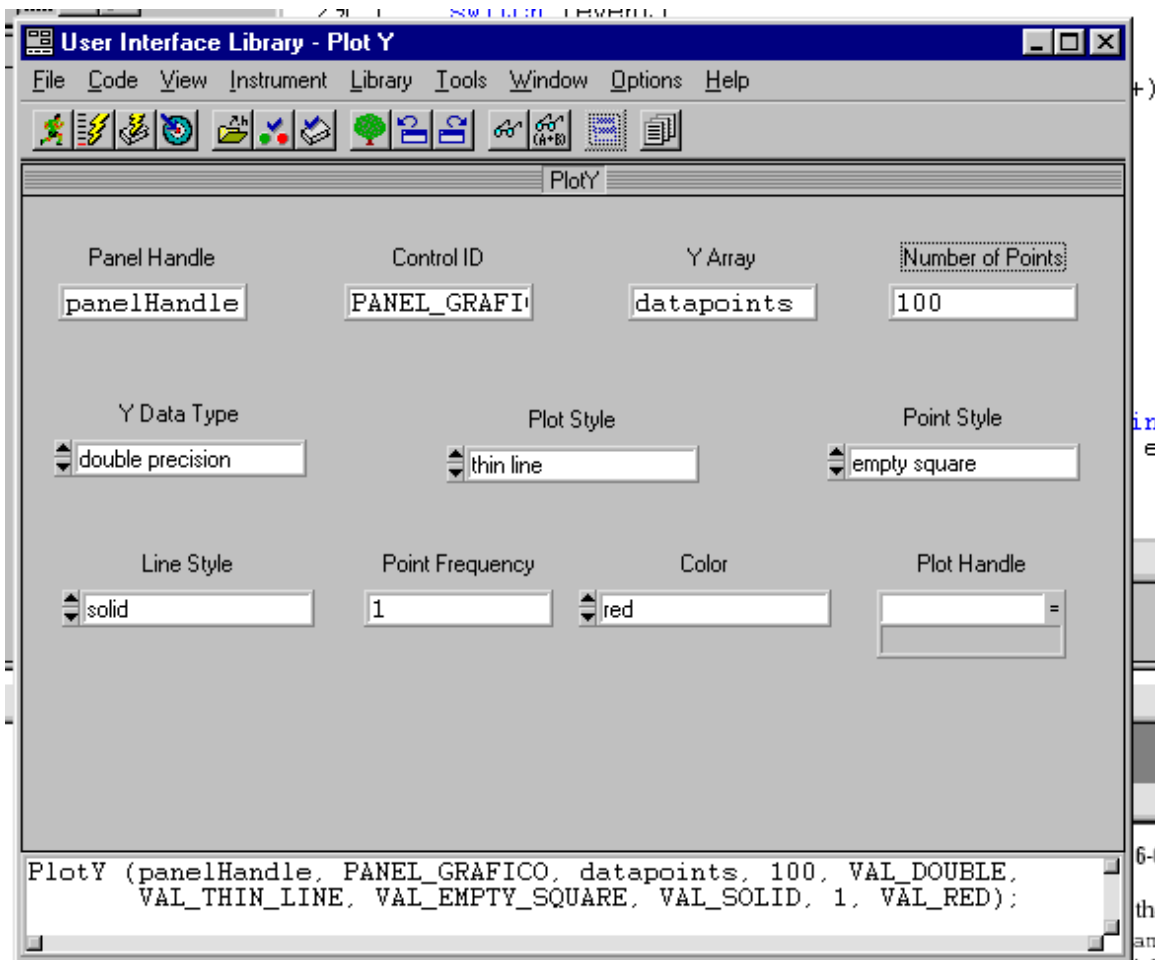 User Interface Library - Plot Y
File Code View Instrument Library Tools Window Options Help
(A+B)
PlotY
Panel Handle Control ID Y Array Number of Points
panelHandle PANEL_GRAFI datapoints 100
Y Data Type Plot Style Point Style
double precision thin line empty square
Line Style Point Frequency Color Plot Handle
solid 1 red =
PlotY (panelHandle, PANEL_GRAFICO, datapoints, 100, VAL_DOUBLE,
VAL_THIN_LINE, VAL_EMPTY_SQUARE, VAL_SOLID, 1, VAL_RED);